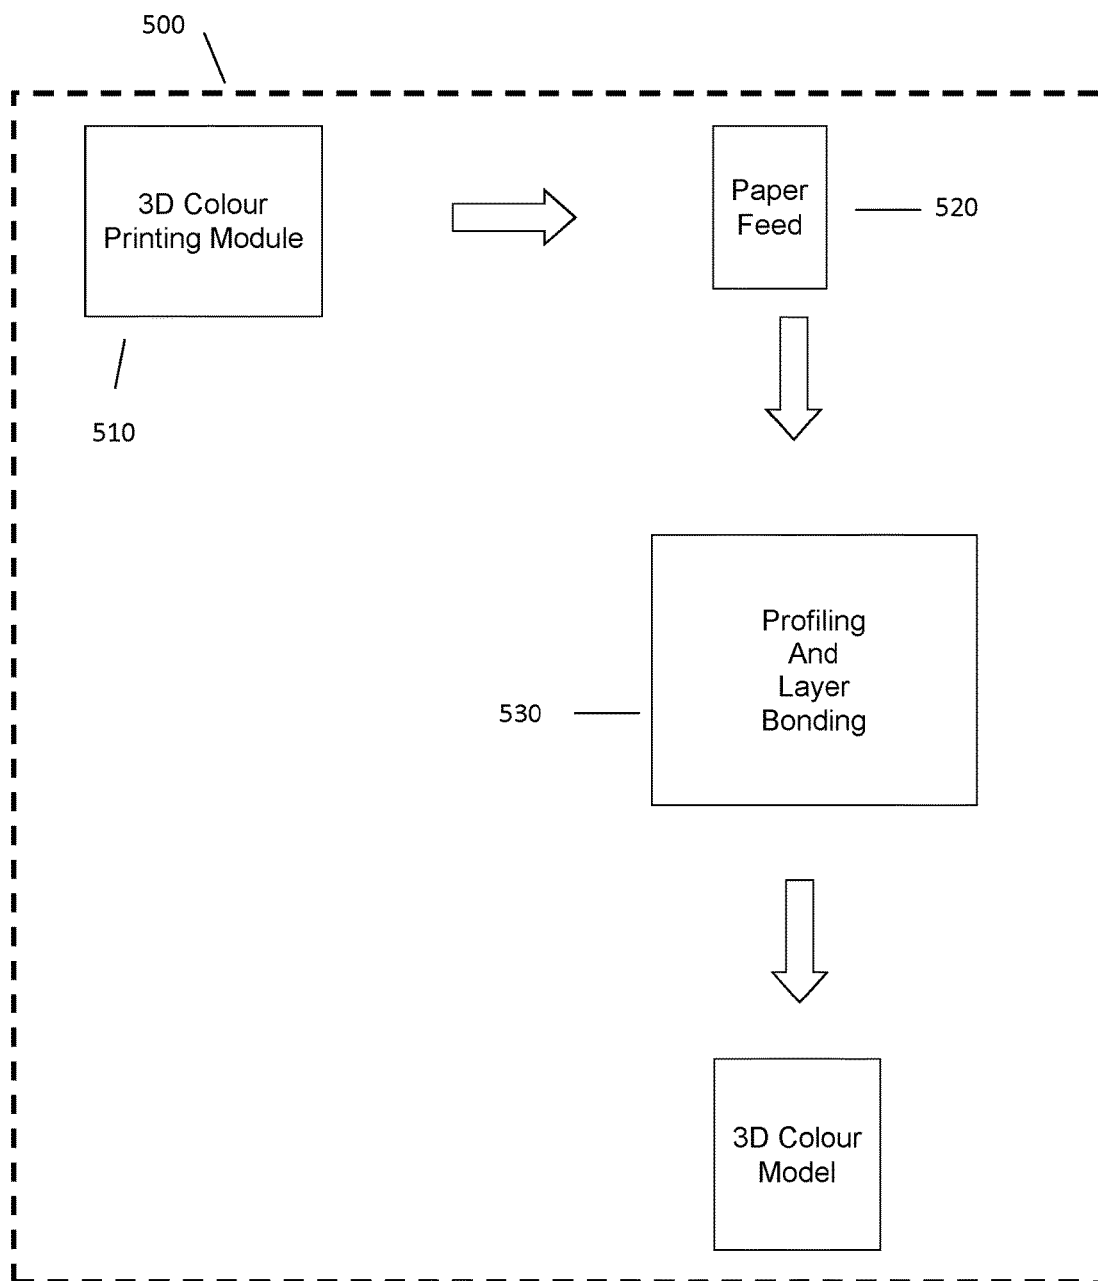 500
3D Colour
Printing Module
Paper
Feed
520
510
Profiling
And
Layer
Bonding
530
3D Colour
Model